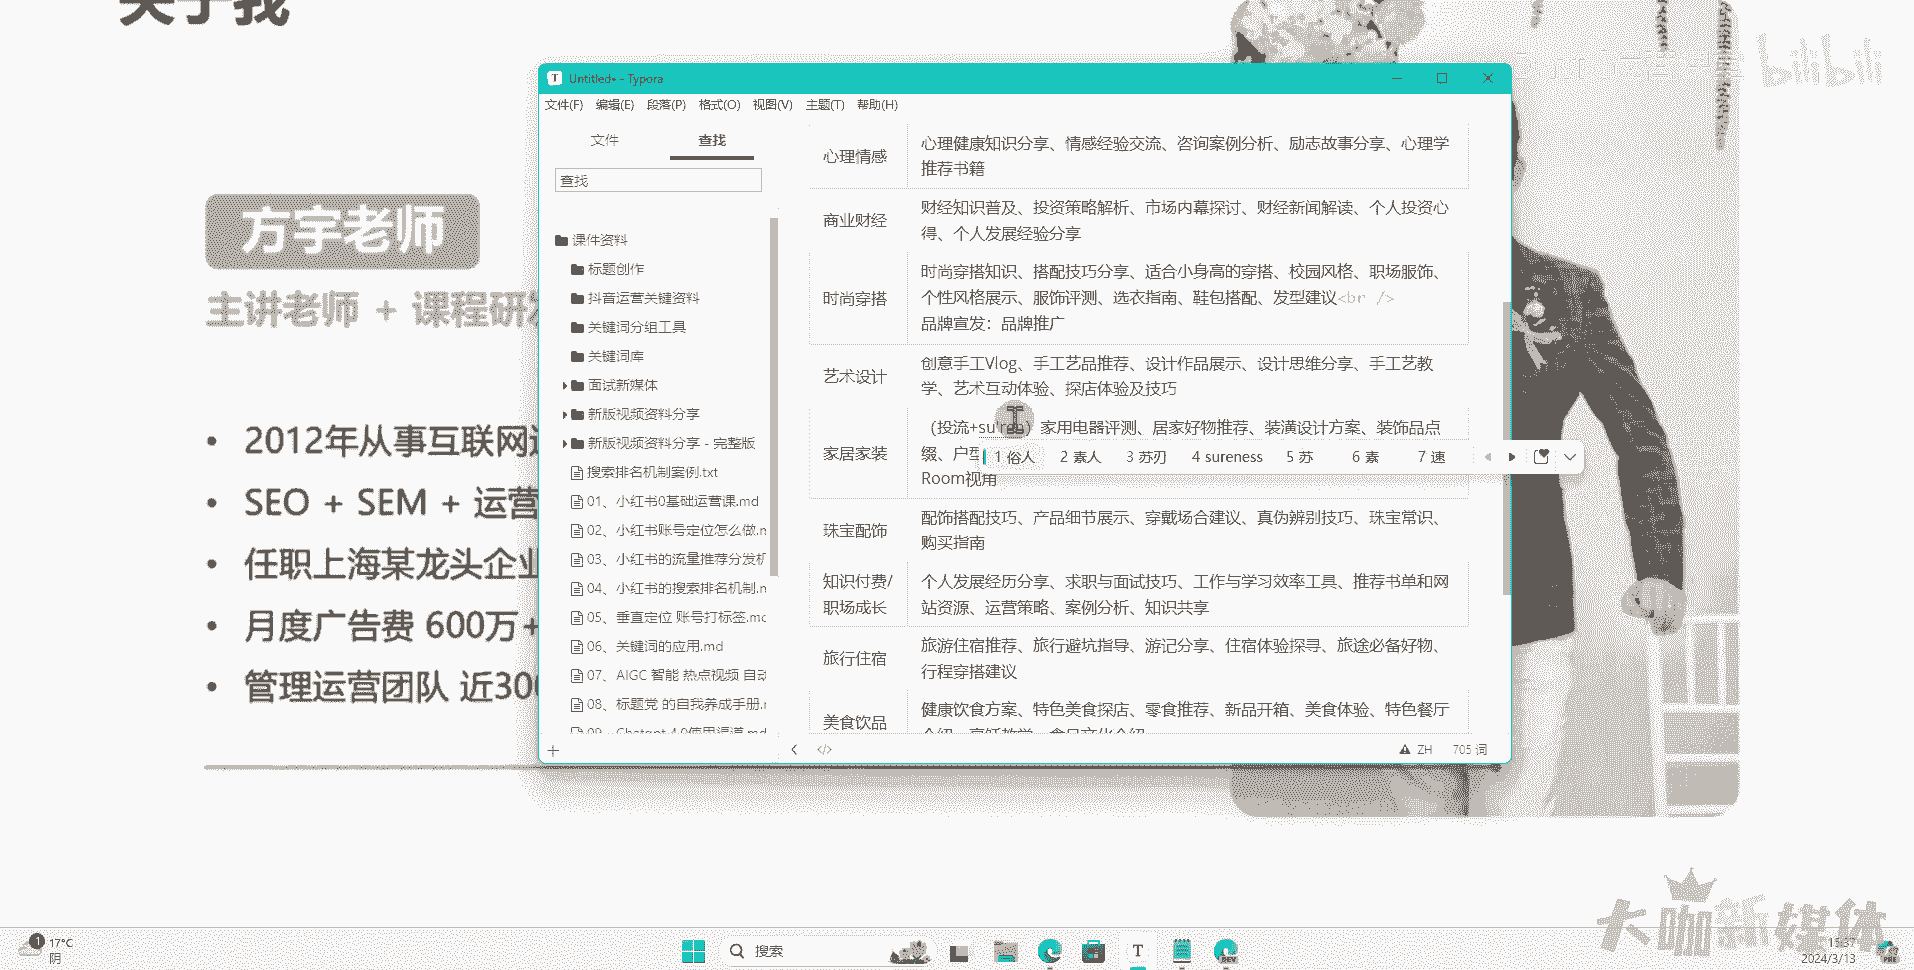 关于我
bilibili
Untitled• - Typora
文件(F) 编辑(E) 段落(P) 格式(O) 视图(V) 主题(T) 帮助(H)
文件 查找
查找
课件资料
标题创作
抖音运营关键资料
关键词分组工具
关键词库
面试新媒体
新版视频资料分享
新版视频资料分享 - 完整版
搜索排名机制案例.txt
01、小红书0基础运营课.md
02、小红书账号定位怎么做.m
03、小红书的流量推荐分发机
04、小红书的搜索排名机制.m
05、垂直定位 账号打标签.mc
06、关键词的应用.md
07、AIGC 智能 热点视频 自动
08、标题党 的自我养成手册.r
09、Chatgpt 4.0使用渠道.md
心理情感
心理健康知识分享、情感经验交流、咨询案例分析、励志故事分享、心理学
推荐书籍
商业财经
财经知识普及、投资策略解析、市场内幕探讨、财经新闻解读、个人投资心
得、个人发展经验分享
时尚穿搭
时尚穿搭知识、搭配技巧分享、适合小身高的穿搭、校园风格、职场服饰、
个性风格展示、服饰评测、选衣指南、鞋包搭配、发型建议<br />
品牌宣发：品牌推广
艺术设计
创意手工Vlog、手工艺品推荐、设计作品展示、设计思维分享、手工艺教
学、艺术互动体验、探店体验及技巧
家居家装
（投流+su'r）家用电器评测、居家好物推荐、装潢设计方案、装饰品点
缀、户型
Room视角
1 俗人 2 素人 3 苏刃 4 sureness 5 苏 6 素 7 速
珠宝配饰
配饰搭配技巧、产品细节展示、穿戴场合建议、真伪辨别技巧、珠宝常识、
购买指南
知识付费/
职场成长
个人发展经历分享、求职与面试技巧、工作与学习效率工具、推荐书单和网
站资源、运营策略、案例分析、知识共享
旅行住宿
旅游住宿推荐、旅行避坑指导、游记分享、住宿体验探寻、旅途必备好物、
行程穿搭建议
美食饮品
健康饮食方案、特色美食探店、零食推荐、新品开箱、美食体验、特色餐厅
ZH 705 词
方宇老师
主讲老师 + 课程研发
• 2012年从事互联网
• SEO + SEM + 运营
• 任职上海某龙头企业
• 月度广告费 600万+
• 管理运营团队 近300
大咖新媒体
1
17°C
阴
搜索
15:37
2024/3/13